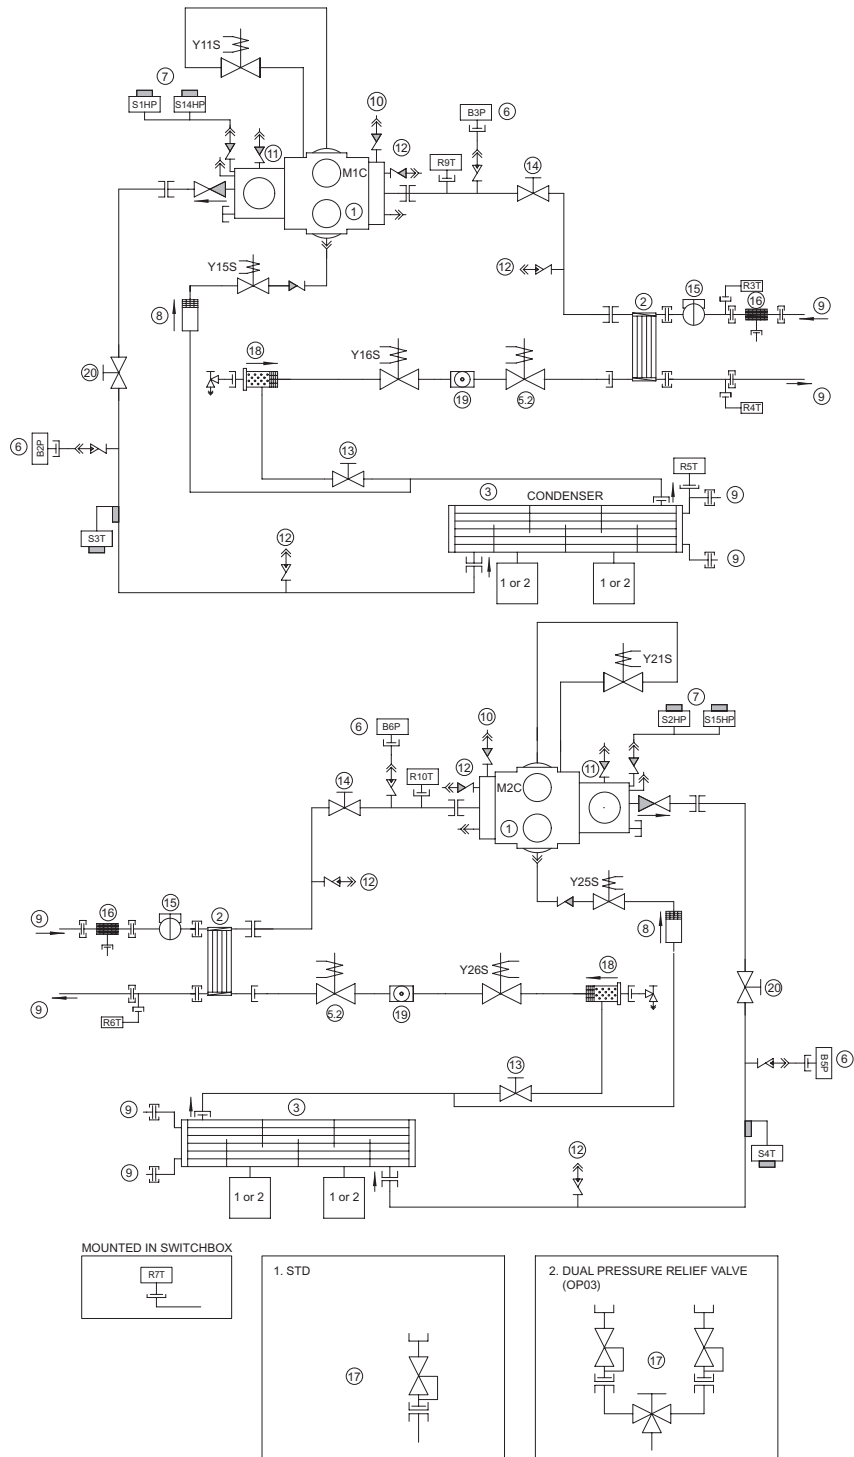 Y11S
7
S1HP S14HP
10
B3P 6
11
12
R9T
M1C
14
1
Y15S
12
2
15
R3T
16
9
8
18
Y16S
20
19
5.2
9
R4T
6 B2P
13
R5T
3
CONDENSER
9
S3T
12
9
1 or 2 1 or 2
Y21S
7
10
S2HP S15HP
6 B6P
14
12
R10T
11
M2C
1
Y25S
12
9
16
15
2
8
18
Y26S
9
R6T
5.2
19
20
13
B5P 6
9
3
9
12
S4T
1 or 2 1 or 2
MOUNTED IN SWITCHBOX
R7T
1. STD
17
2. DUAL PRESSURE RELIEF VALVE
(OP03)
17